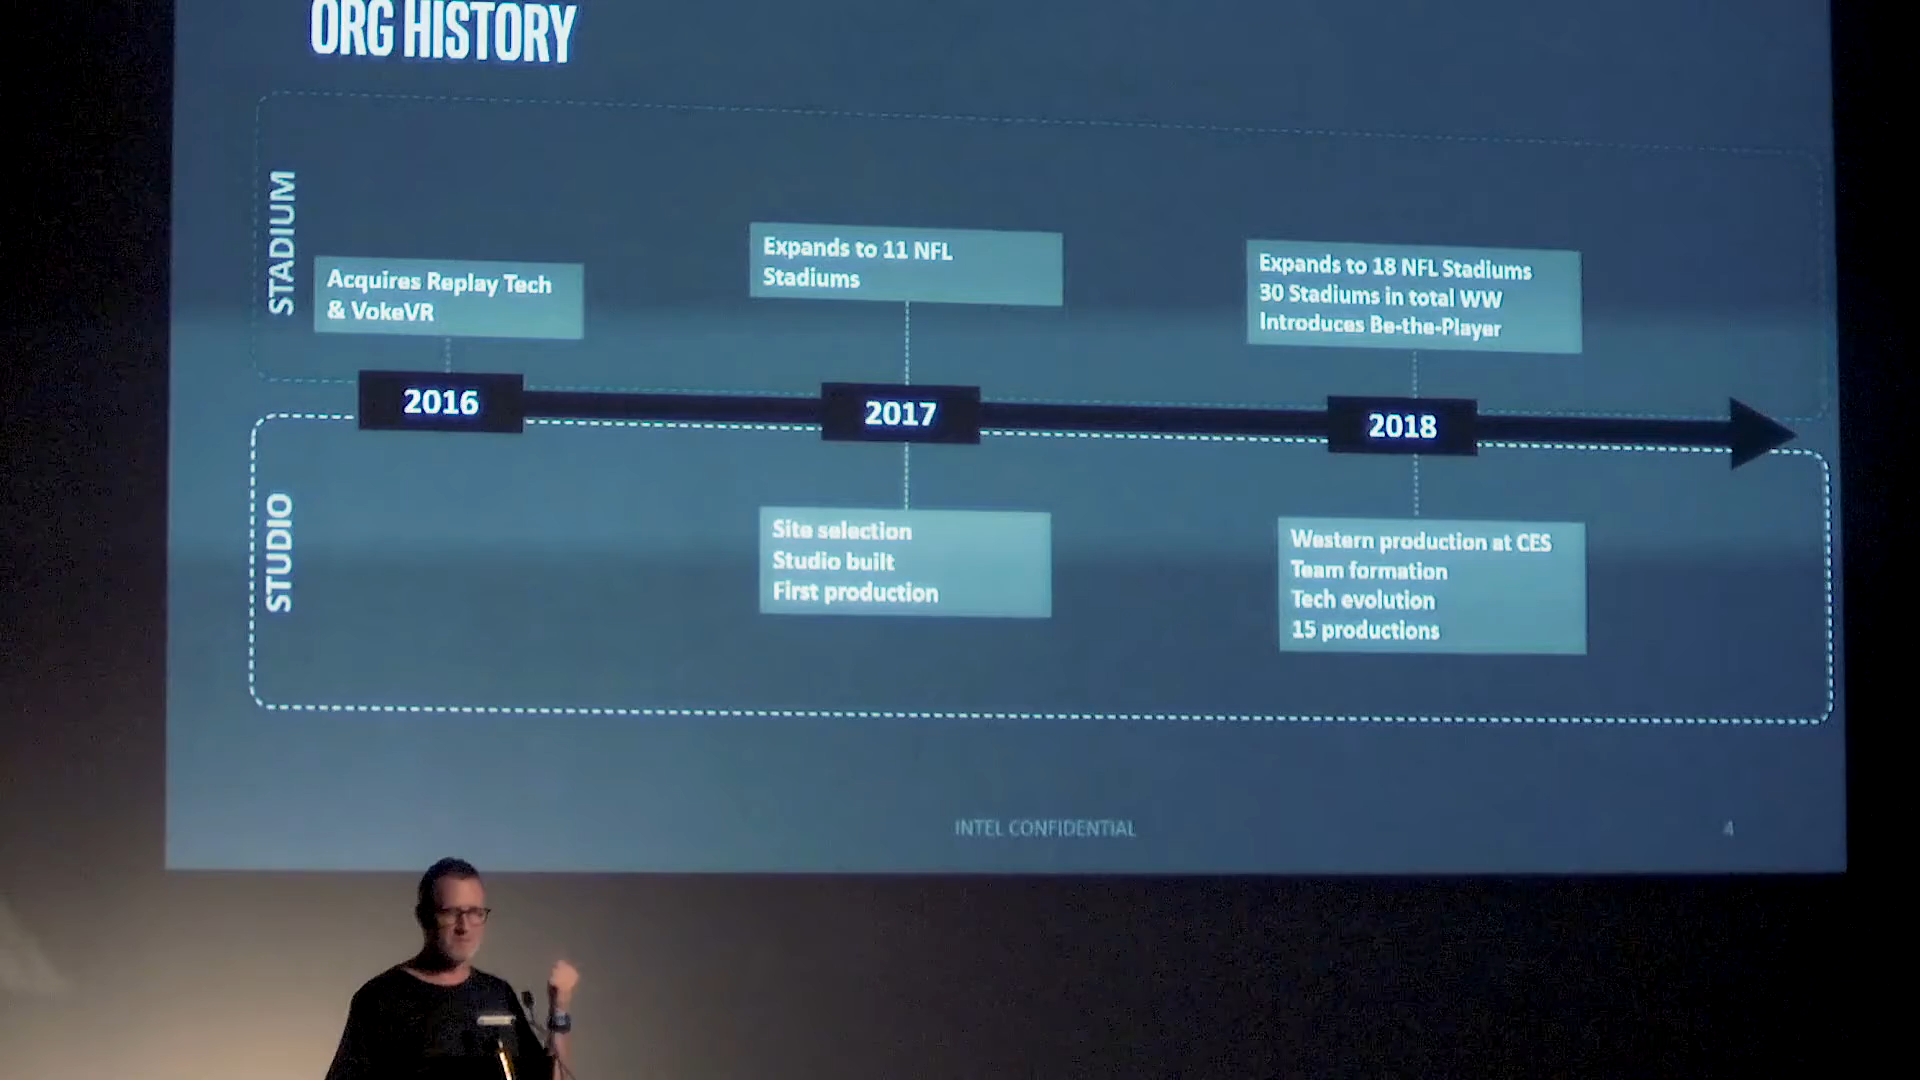 ORG HISTORY
STADIUM
Acquires Replay Tech
& VokeVR
Expands to 11 NFL
Stadiums
Expands to 18 NFL Stadiums
30 Stadiums in total WW
Introduces Be-the-Player
2016
2017
2018
STUDIO
Site selection
Studio built
First production
Western production at CES
Team formation
Tech evolution
15 productions
INTEL CONFIDENTIAL
4